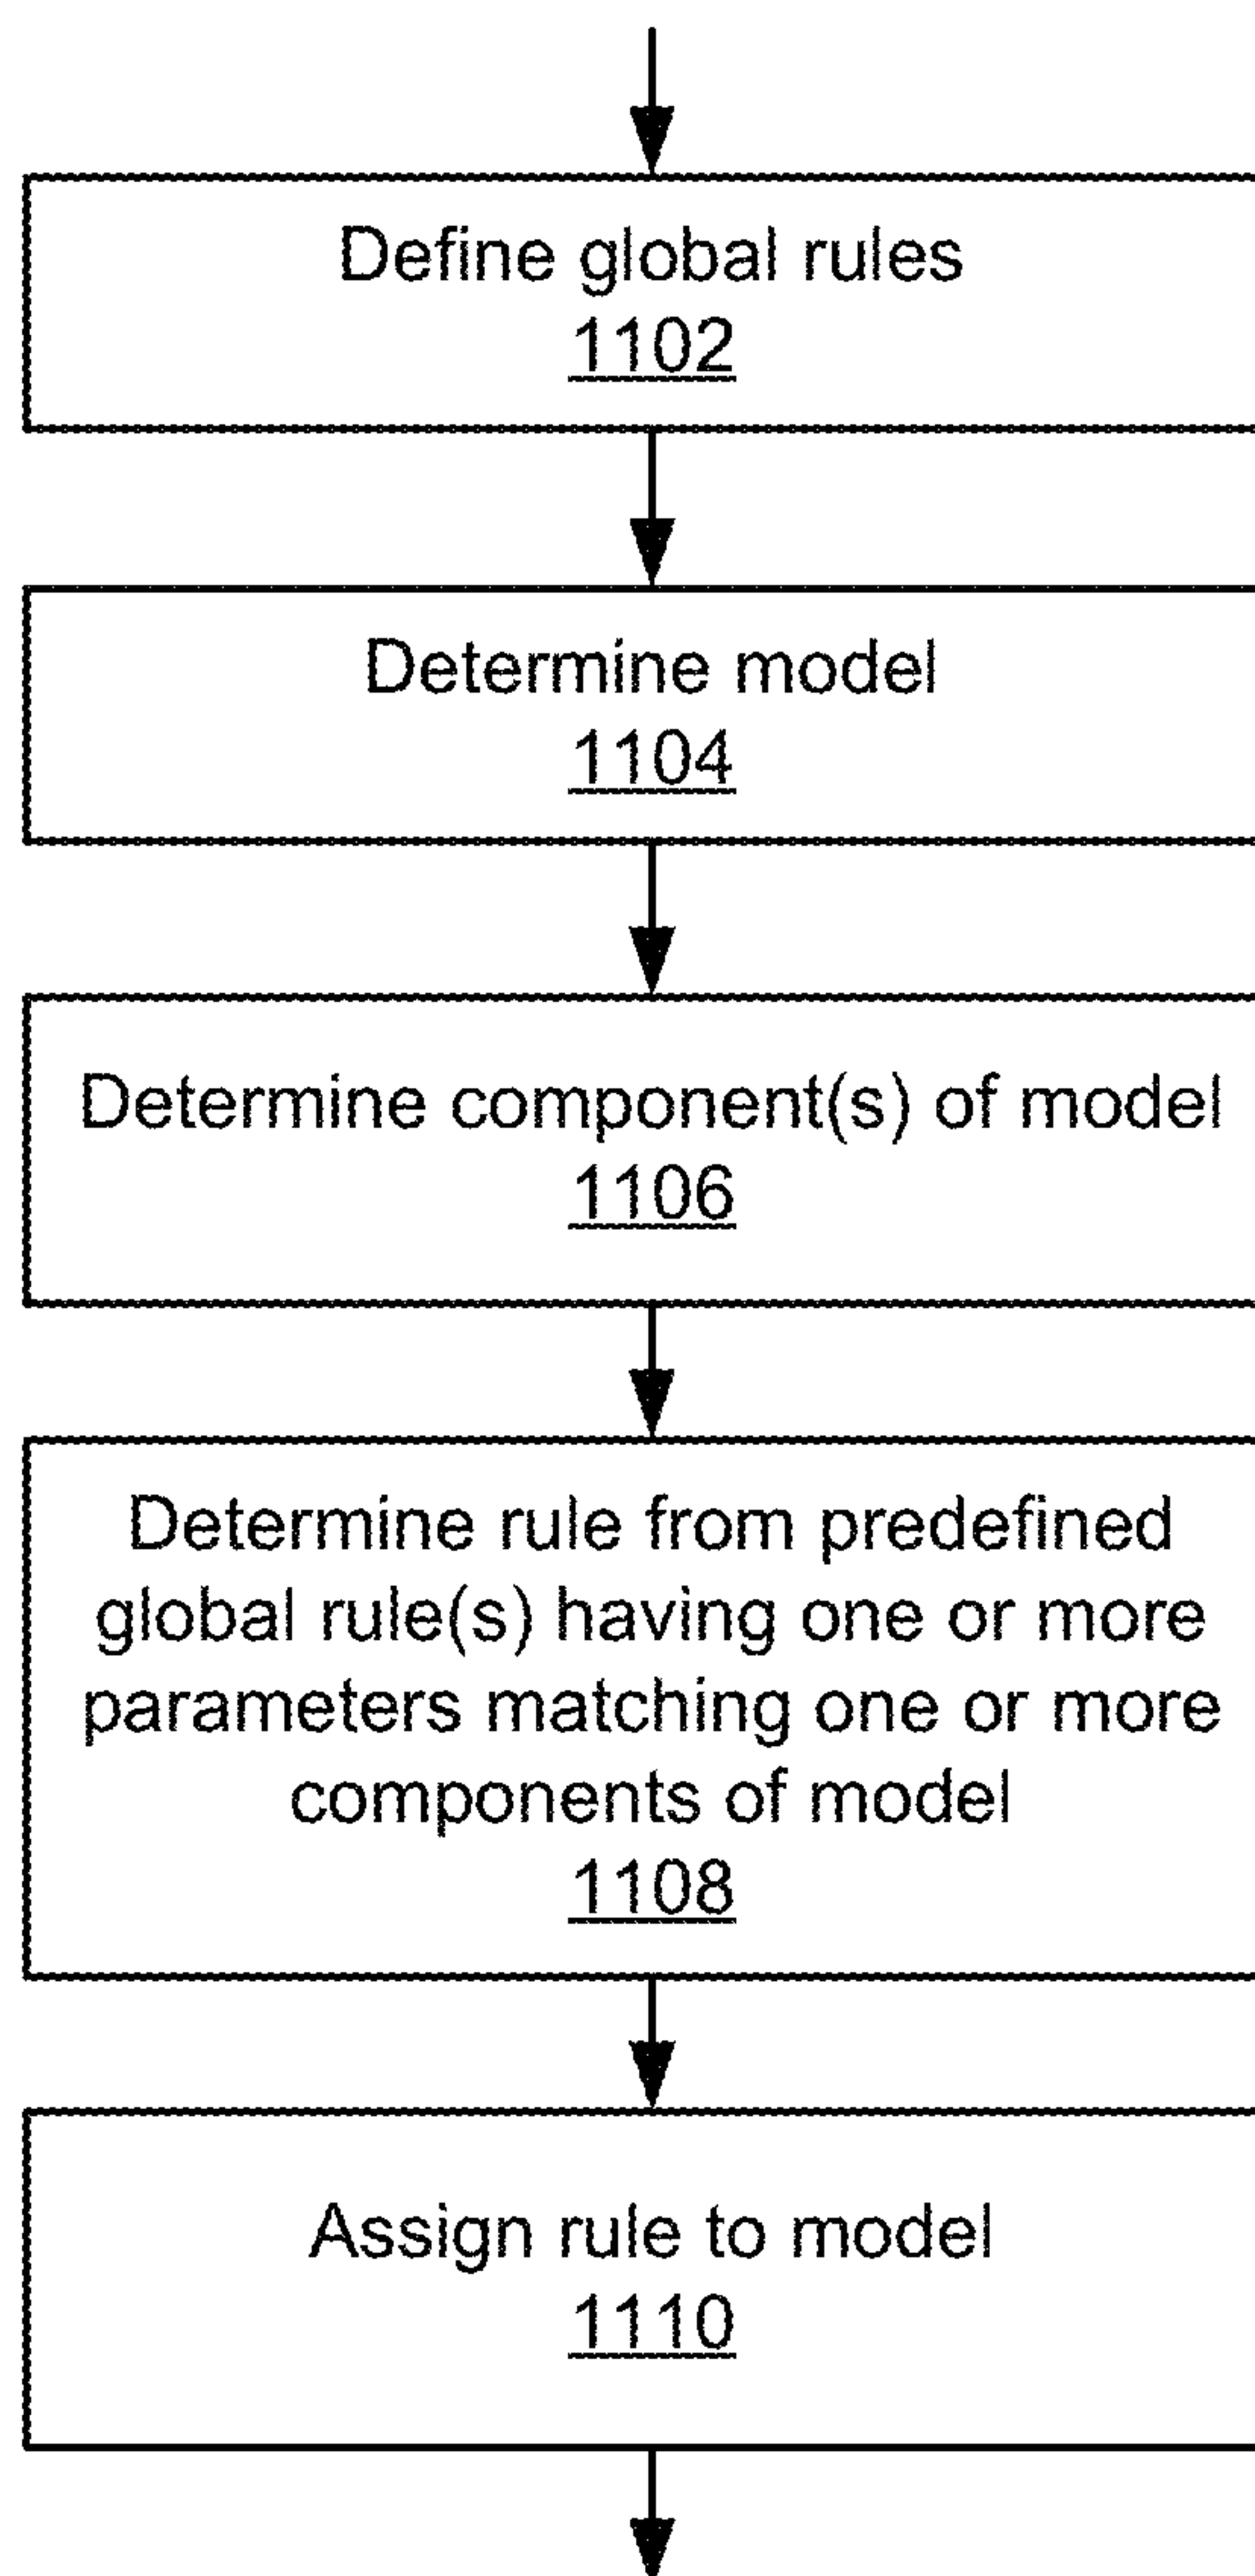 Define global rules
1102
Determine model
1104
Determine component(s) of model
1106
Determine rule from predefined
global rule(s) having one or more
parameters matching one or more
components of model
1108
Assign rule to model
1110